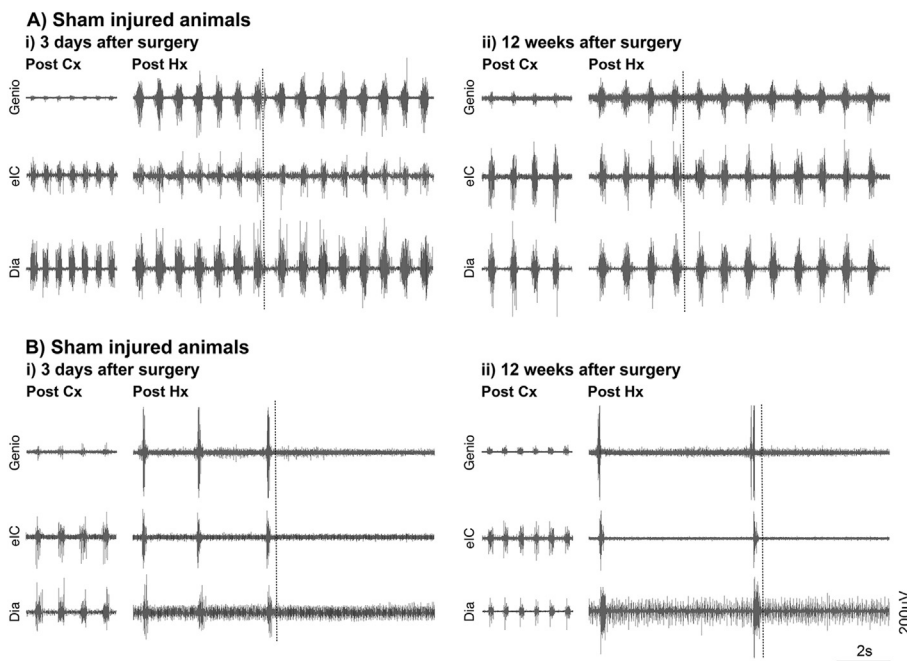 A) Sham injured animals
i) 3 days after surgery
ii) 12 weeks after surgery
Post Cx
Post Hx
Post Cx
Post Hx
Genio
eIC
Dia
Genio
eIC
Dia
B) Sham injured animals
i) 3 days after surgery
ii) 12 weeks after surgery
Post Cx
Post Hx
Post Cx
Post Hx
Genio
eIC
Dia
Genio
eIC
Dia
200µV
2s